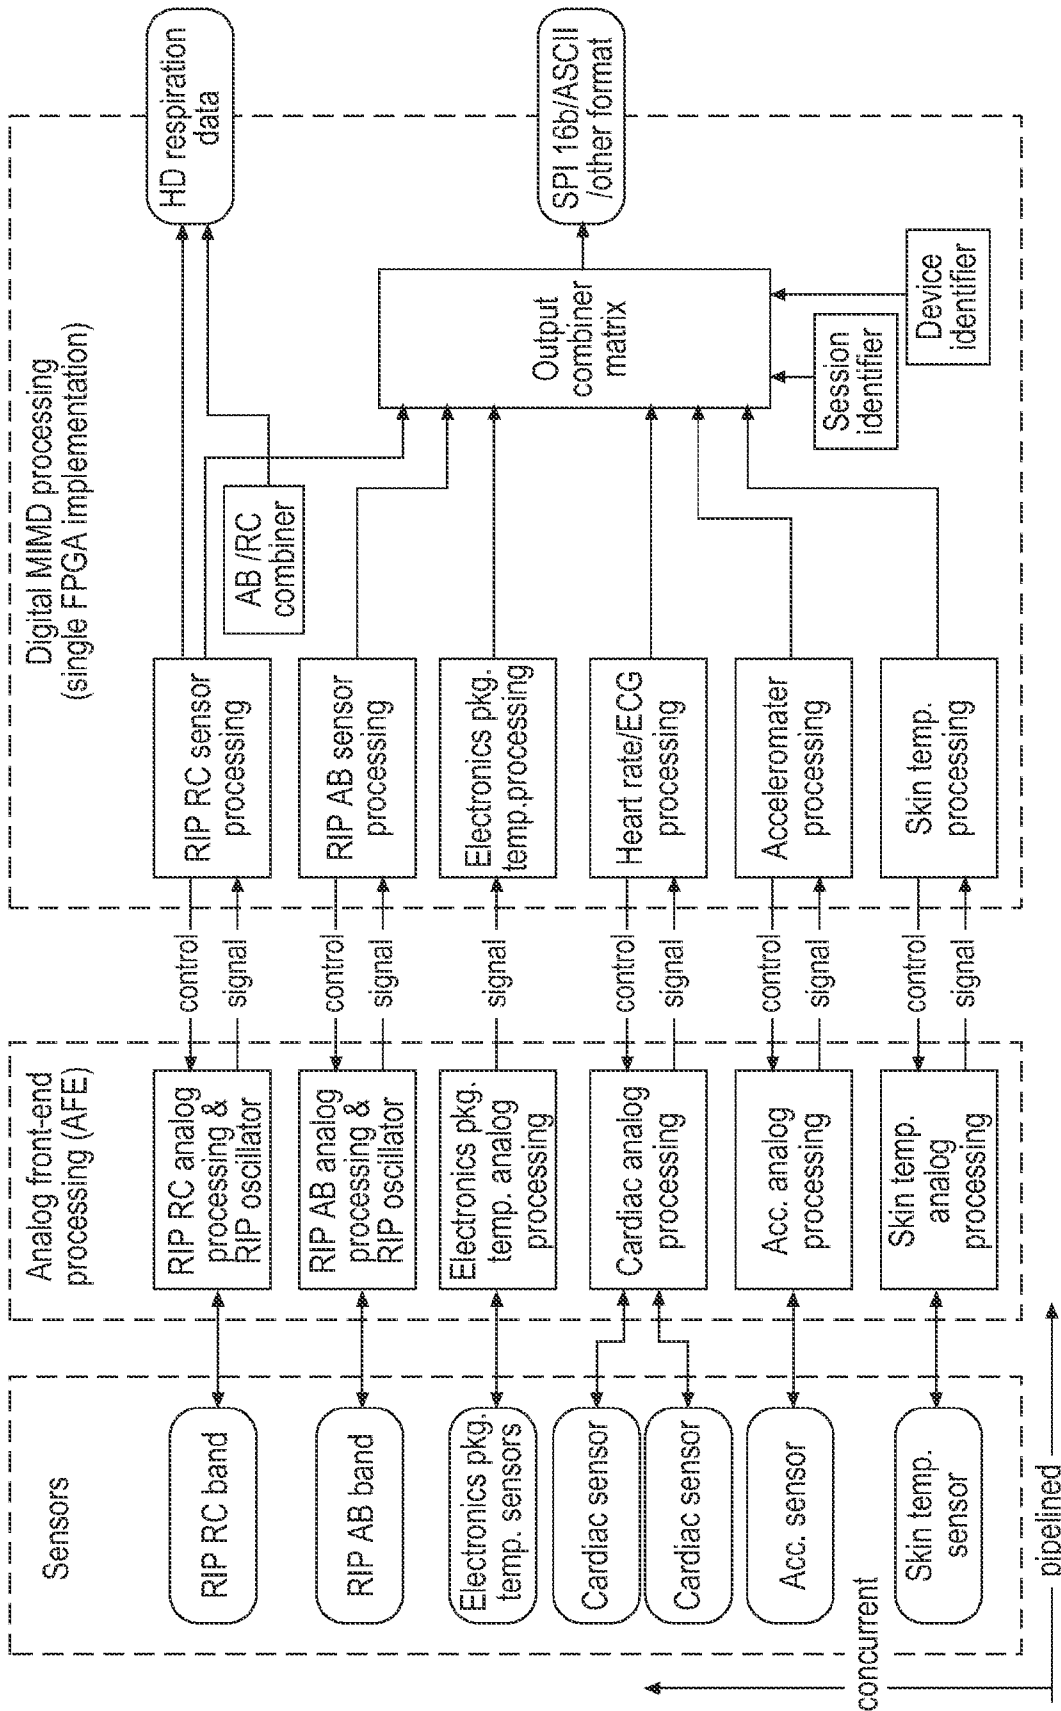 Sensors
RIP RC band
RIP AB band
Electronics pkg.
temp. sensors
Cardiac sensor
Cardiac sensor
Acc. sensor
Skin temp.
sensor
Analog front-end
processing (AFE)
RIP RC analog
processing &
RIP oscillator
RIP AB analog
processing &
RIP oscillator
Electronics pkg.
temp. analog
processing
Cardiac analog
processing
Acc. analog
processing
Skin temp.
analog
processing
control
signal
control
signal
signal
control
signal
control
signal
control
signal
Digital MIMD processing
(single FPGA implementation)
RIP RC sensor
processing
RIP AB sensor
processing
Electronics pkg.
temp.processing
Heart rate/ECG
processing
Acceleromater
processing
Skin temp.
processing
AB /RC
combiner
Output
combiner
matrix
Session
identifier
Device
identifier
HD respiration
data
SPI 16b/ASCII
/other format
concurrent
pipelined